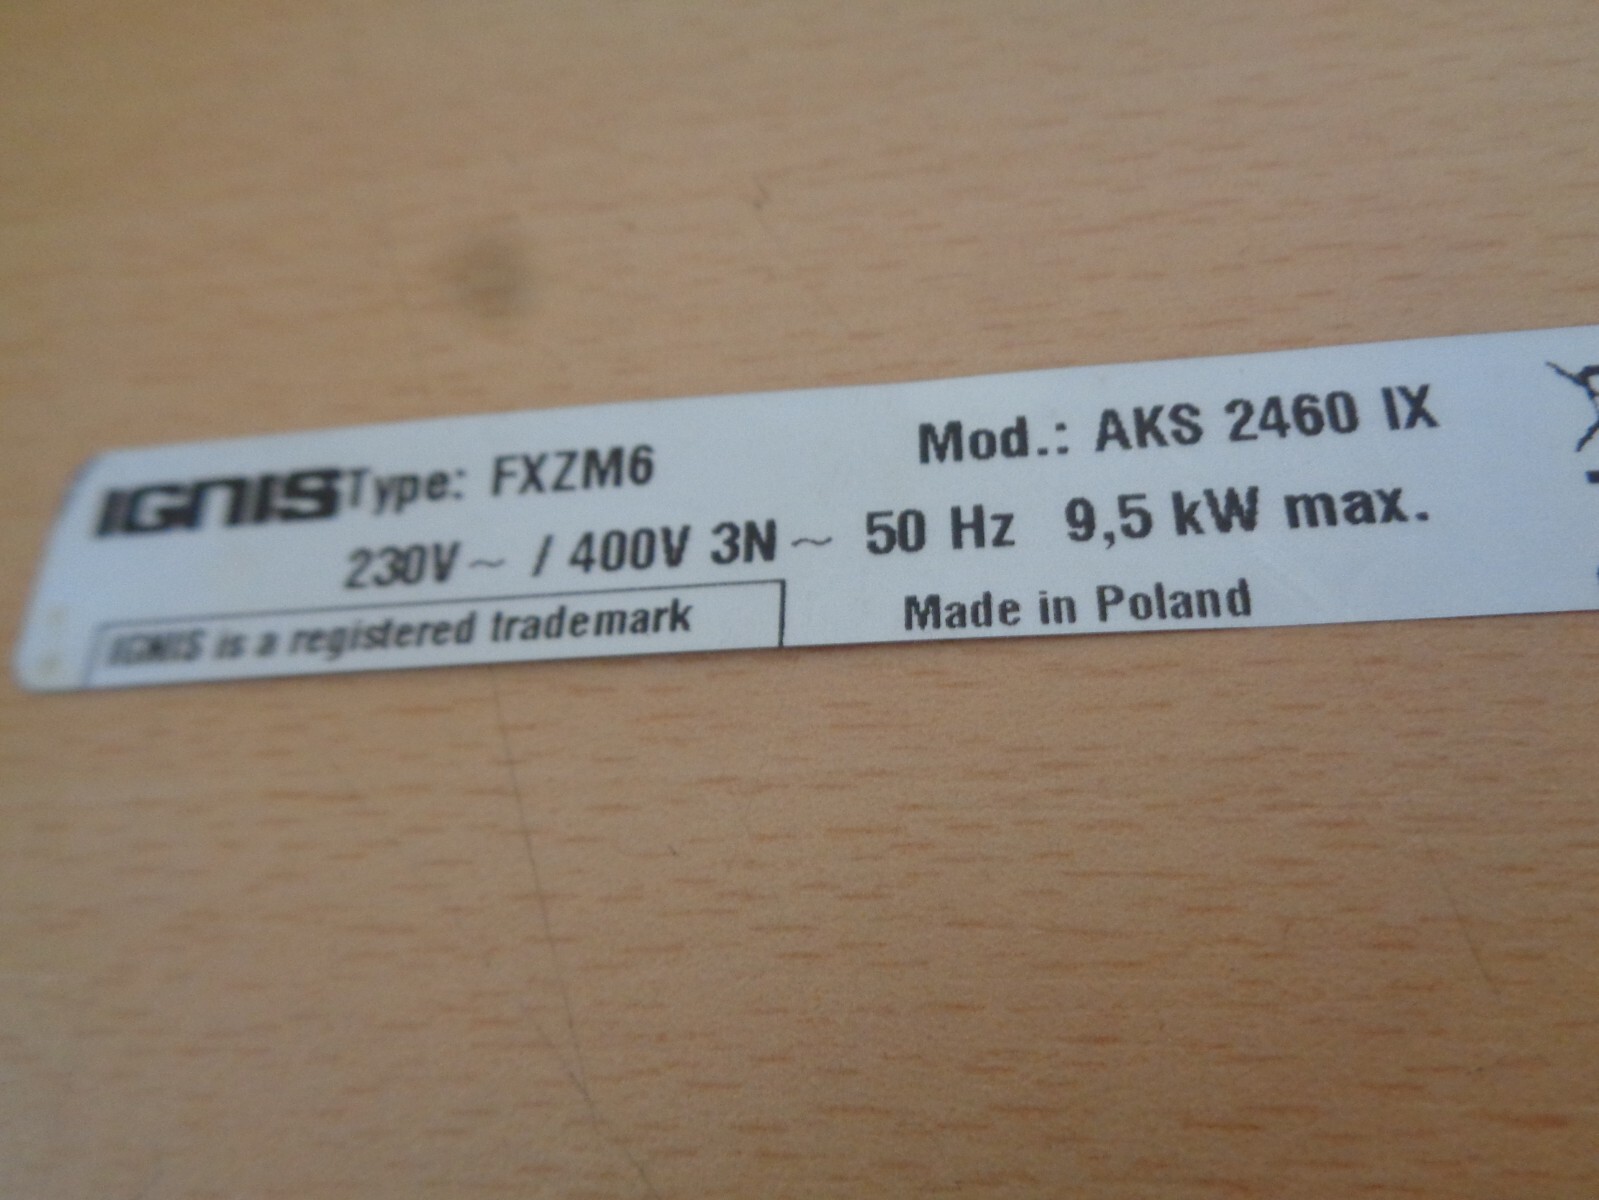 IGNIS Type: FXZM6 Mod.: AKS 2460 IX
230V ~ / 400V 3N ~ 50 Hz 9,5 kW max.
IGNIS is a registered trademark Made in Poland